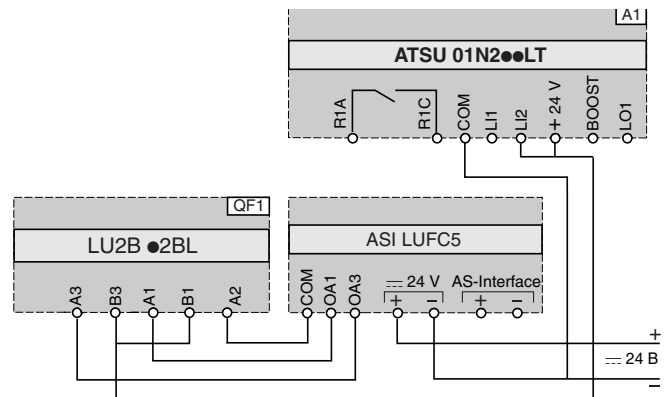 A1
ATSU 01N2●●LT
R1A R1C COM LI1 LI2 + 24 V BOOST LO1
QF1
LU2B ●2BL
ASI LUFC5
A3 B3 A1 B1 A2
COM OA1 OA3
24 V AS-Interface
+ − + −
+
24 B
−